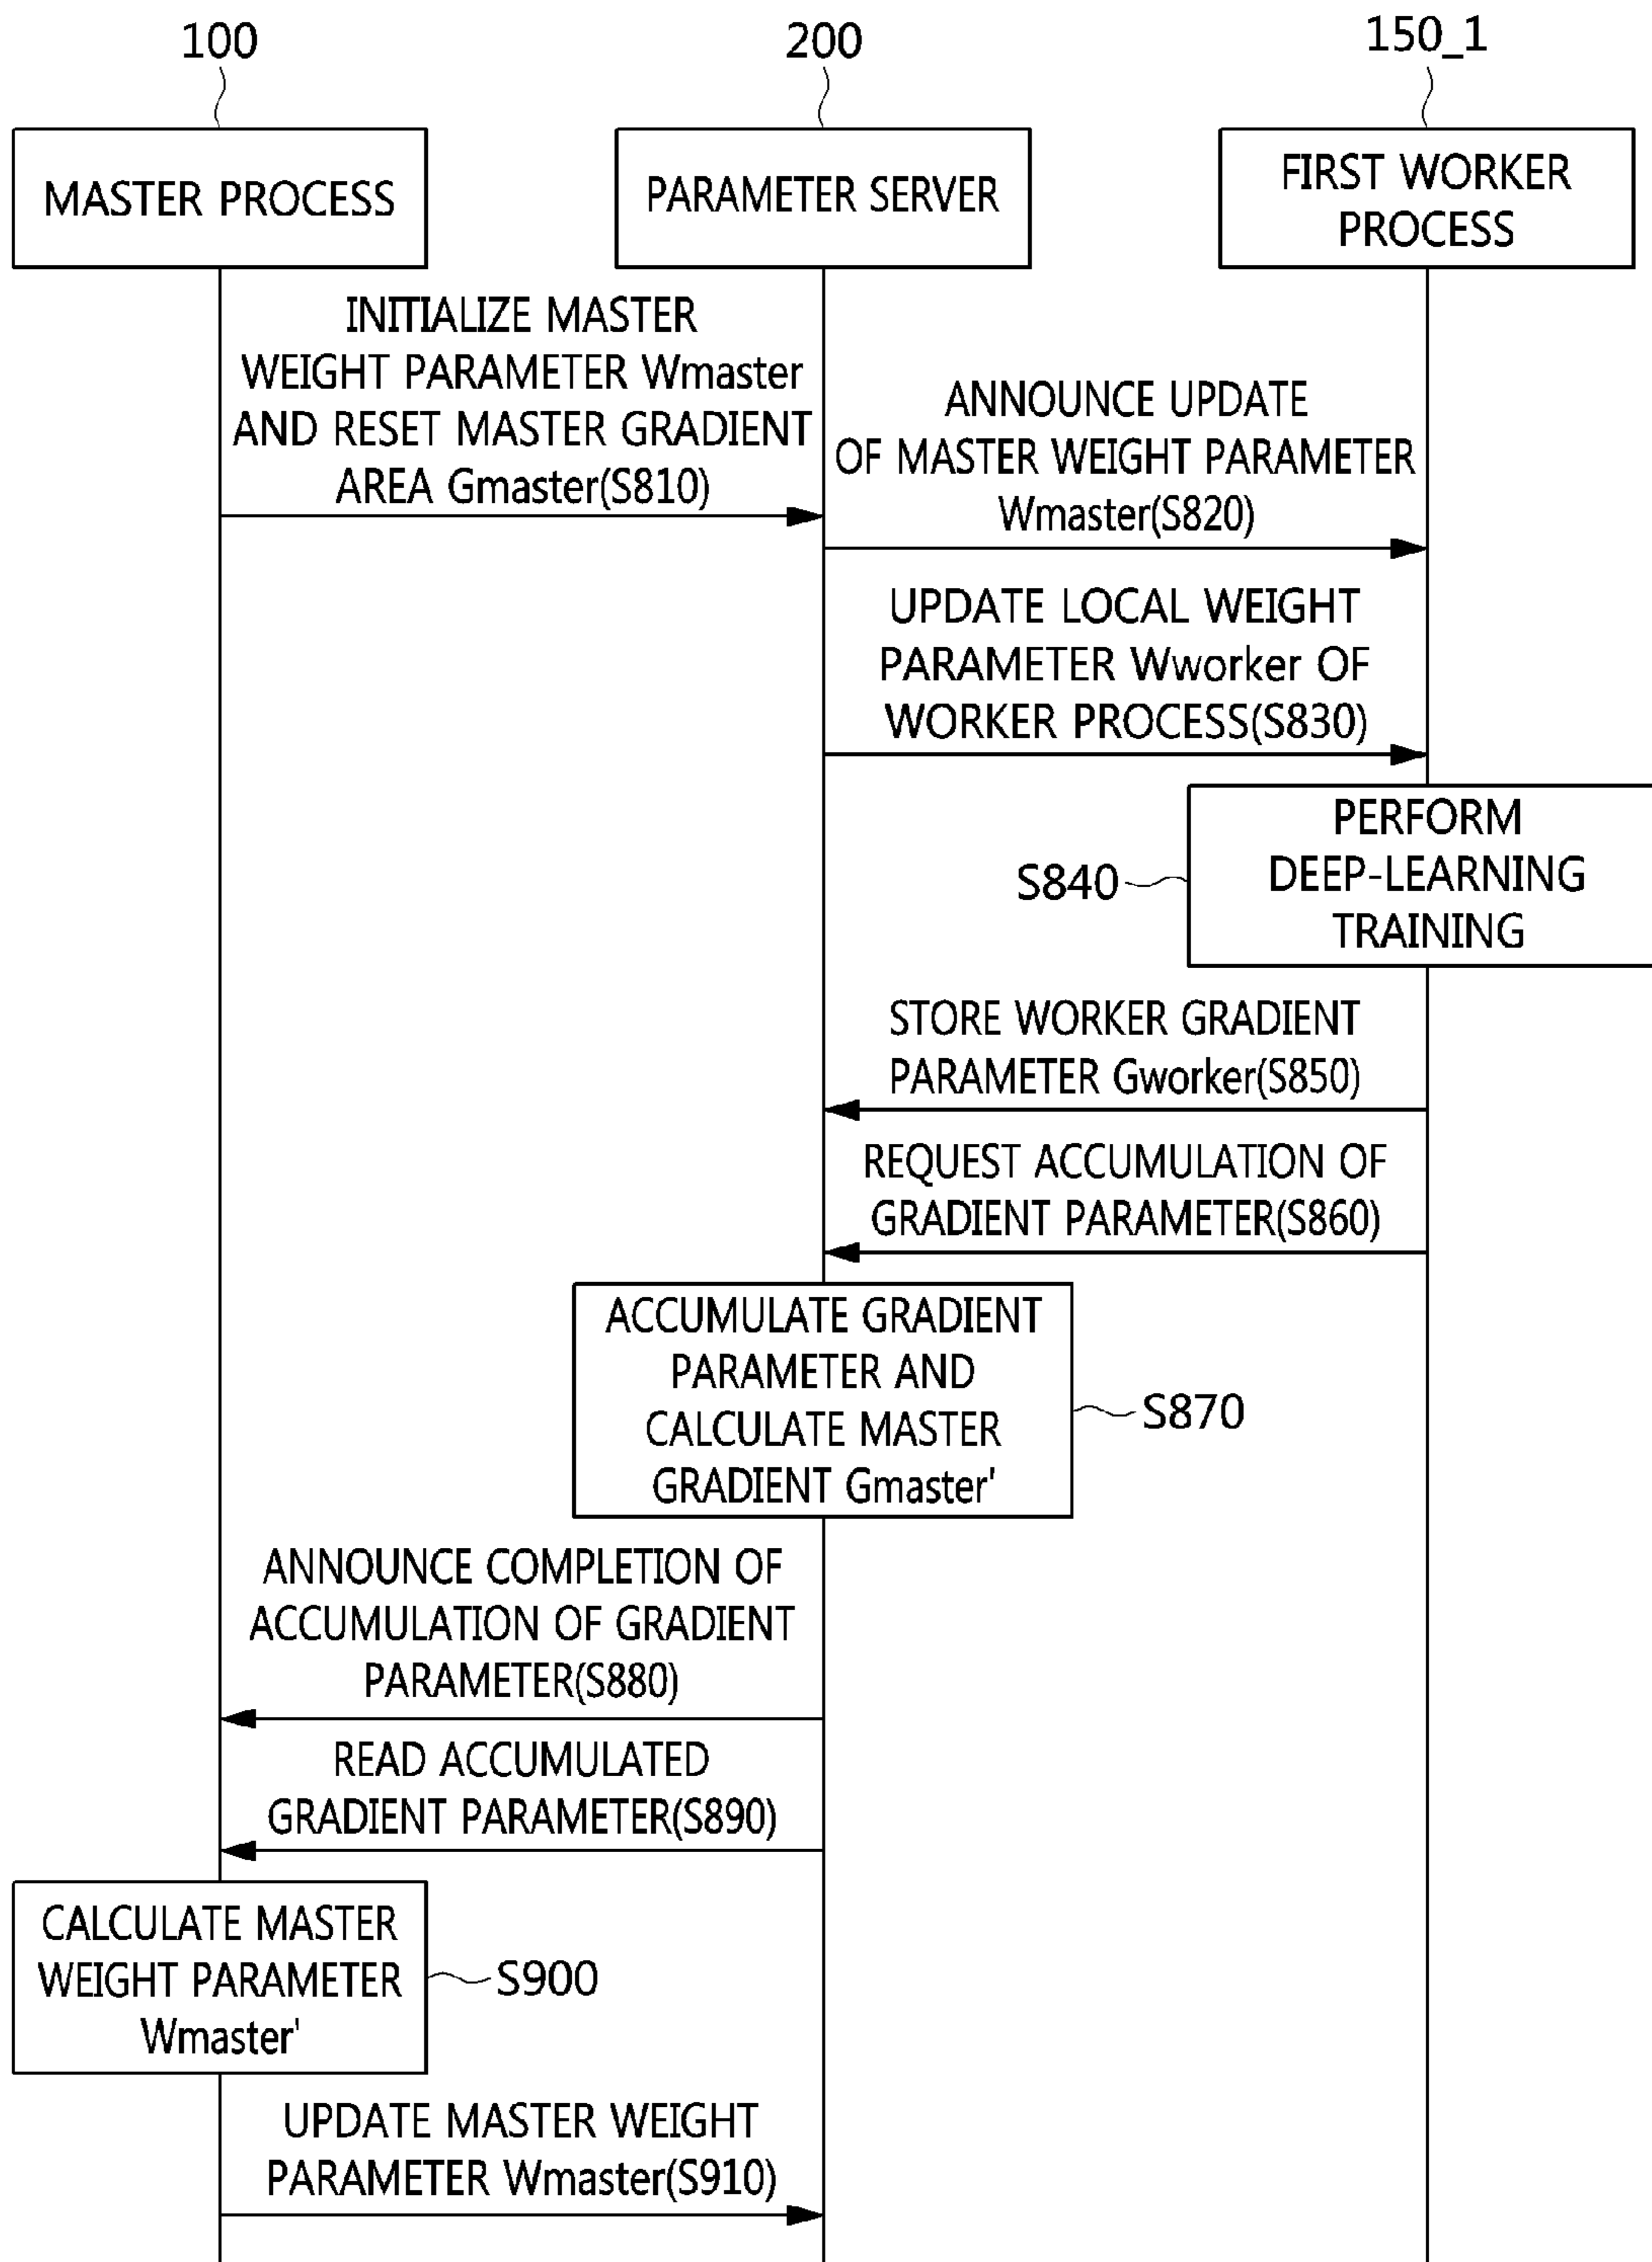 100
200
150_1
MASTER PROCESS
PARAMETER SERVER
FIRST WORKER
PROCESS
INITIALIZE MASTER
WEIGHT PARAMETER Wmaster
AND RESET MASTER GRADIENT
AREA Gmaster(S810)
ANNOUNCE UPDATE
OF MASTER WEIGHT PARAMETER
Wmaster(S820)
UPDATE LOCAL WEIGHT
PARAMETER Wworker OF
WORKER PROCESS(S830)
S840
PERFORM
DEEP-LEARNING
TRAINING
STORE WORKER GRADIENT
PARAMETER Gworker(S850)
REQUEST ACCUMULATION OF
GRADIENT PARAMETER(S860)
ACCUMULATE GRADIENT
PARAMETER AND
CALCULATE MASTER
GRADIENT Gmaster'
S870
ANNOUNCE COMPLETION OF
ACCUMULATION OF GRADIENT
PARAMETER(S880)
READ ACCUMULATED
GRADIENT PARAMETER(S890)
CALCULATE MASTER
WEIGHT PARAMETER
Wmaster'
S900
UPDATE MASTER WEIGHT
PARAMETER Wmaster(S910)